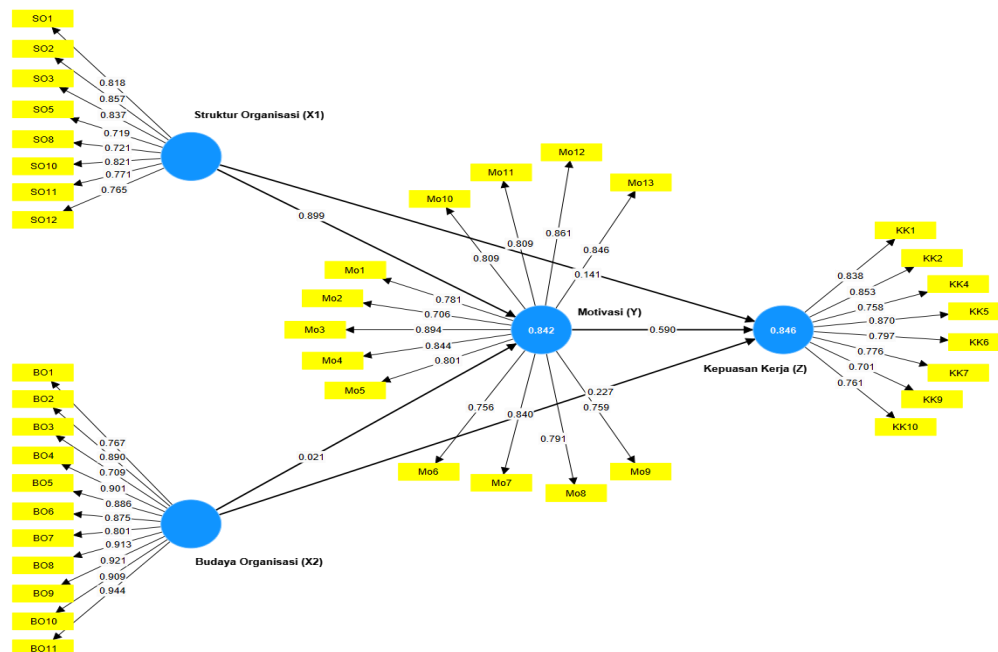 SO1
SO2
SO3
SO5
SO8
SO10
SO11
SO12
0.818
0.857
0.837
0.719
0.721
0.821
0.771
0.765
Struktur Organisasi (X1)
0.899
0.141
Mo10
Mo11
Mo12
Mo13
0.809
0.809
0.861
0.846
Mo1
Mo2
Mo3
Mo4
Mo5
0.781
0.706
0.894
0.844
0.801
Motivasi (Y)
0.842
0.590
0.846
Kepuasan Kerja (Z)
KK1
KK2
KK4
KK5
KK6
KK7
KK9
KK10
0.838
0.853
0.758
0.870
0.797
0.776
0.701
0.761
0.227
0.756
0.840
0.791
0.759
Mo6
Mo7
Mo8
Mo9
0.021
BO1
BO2
BO3
BO4
BO5
BO6
BO7
BO8
BO9
BO10
BO11
0.767
0.890
0.709
0.901
0.886
0.875
0.801
0.913
0.921
0.909
0.944
Budaya Organisasi (X2)